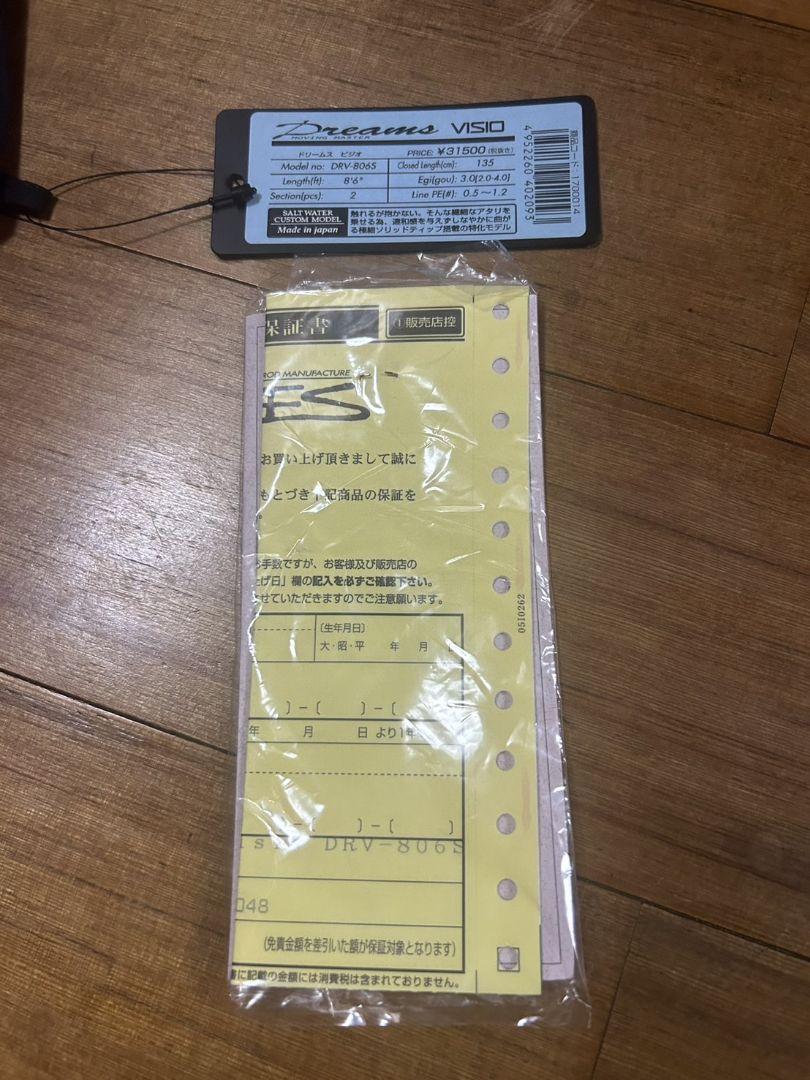 Dreams VISIO
MOVING MASTER
ドリームス ビジオ
PRICE: ¥31500(税抜き)
Model no: DRV-806S
Closed Length(cm): 135
Length(ft): 8'6"
Egi(gou): 3.0[2.0-4.0]
Section(pcs): 2
Line PE(#): 0.5～1.2
SALT WATER
CUSTOM MODEL
Made in japan
触れるが抱かない。そんな繊細なアタリを
乗せる為、違和感を与えずしなやかに曲が
る極細ソリッドティップ搭載の特化モデル
4952260 402093
商品コード 1700014
保証書
①販売店控
ROD MANUFACTURE
ES
お買い上げ頂きまして誠に
もとづき下記商品の保証を
。
お手数ですが、お客様及び販売店の
上げ日」欄の記入を必ずご確認下さい。
させていただきますのでご注意願います。
〔生年月日〕
大・昭・平 年 月 日
〕－〔 〕－〔
年 月 日 より1年
〕－〔 〕－〔 〕
DRV-806S
048
(免責金額を差引いた額が保証対象となります)
書に記載の金額には消費税は含まれておりません。
0510262